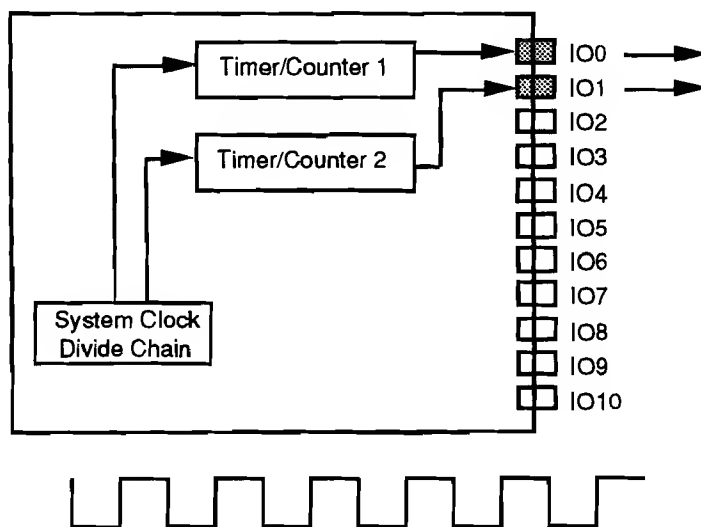 Timer/Counter 1
Timer/Counter 2
System Clock
Divide Chain
IO0
IO1
IO2
IO3
IO4
IO5
IO6
IO7
IO8
IO9
IO10